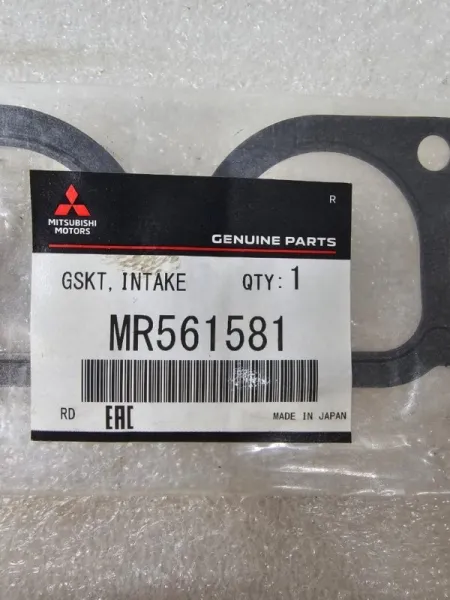 R
MITSUBISHI
MOTORS
GENUINE PARTS
GSKT, INTAKE QTY: 1
MR561581
RD EAC MADE IN JAPAN